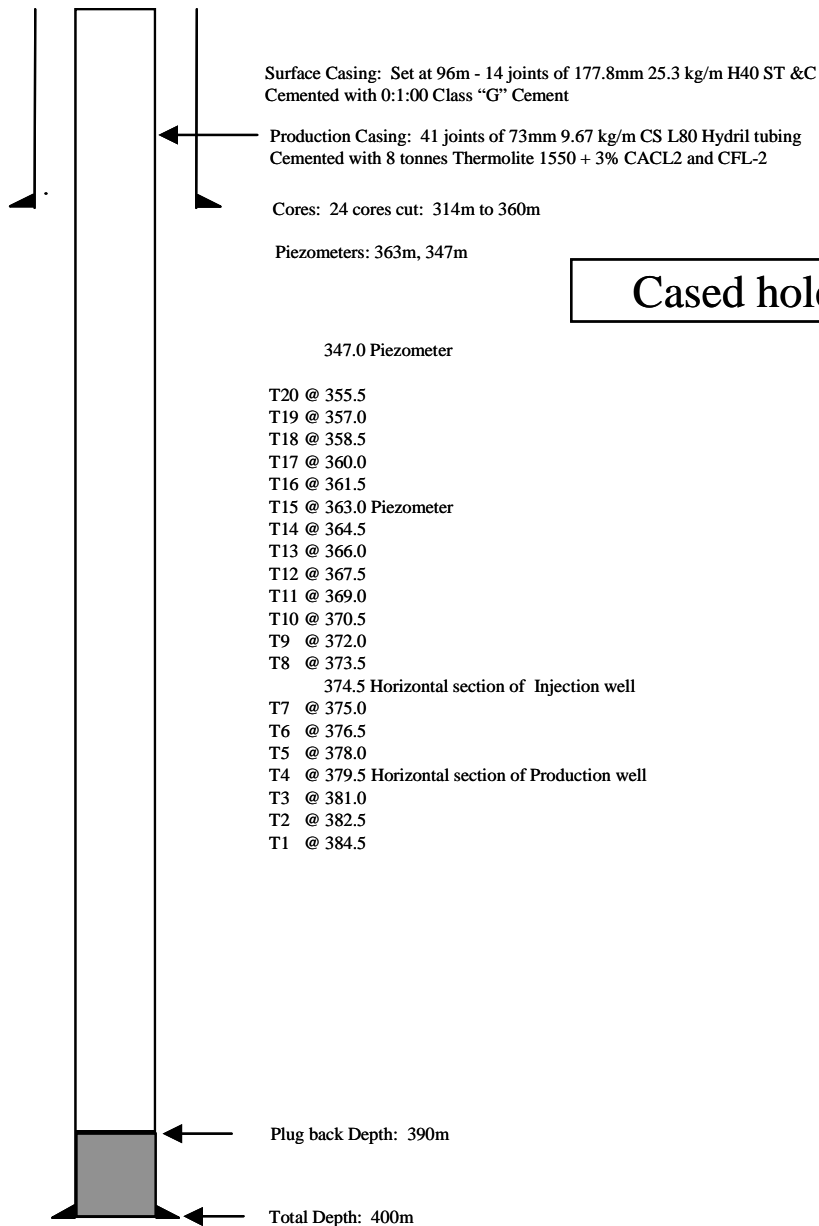 Surface Casing: Set at 96m - 14 joints of 177.8mm 25.3 kg/m H40 ST &C
Cemented with 0:1:00 Class “G” Cement
Production Casing: 41 joints of 73mm 9.67 kg/m CS L80 Hydril tubing
Cemented with 8 tonnes Thermolite 1550 + 3% CACL2 and CFL-2
Cores: 24 cores cut: 314m to 360m
Piezometers: 363m, 347m
Cased hol
347.0 Piezometer
T20 @ 355.5
T19 @ 357.0
T18 @ 358.5
T17 @ 360.0
T16 @ 361.5
T15 @ 363.0 Piezometer
T14 @ 364.5
T13 @ 366.0
T12 @ 367.5
T11 @ 369.0
T10 @ 370.5
T9 @ 372.0
T8 @ 373.5
374.5 Horizontal section of Injection well
T7 @ 375.0
T6 @ 376.5
T5 @ 378.0
T4 @ 379.5 Horizontal section of Production well
T3 @ 381.0
T2 @ 382.5
T1 @ 384.5
Plug back Depth: 390m
Total Depth: 400m